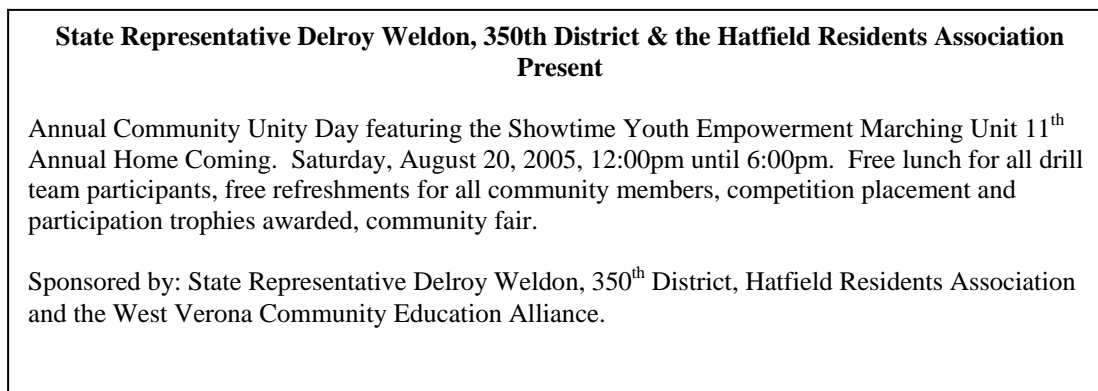 State Representative Delroy Weldon, 350th District & the Hatfield Residents Association
Present
Annual Community Unity Day featuring the Showtime Youth Empowerment Marching Unit 11th
Annual Home Coming.  Saturday, August 20, 2005, 12:00pm until 6:00pm.  Free lunch for all drill
team participants, free refreshments for all community members, competition placement and
participation trophies awarded, community fair.
Sponsored by: State Representative Delroy Weldon, 350th District, Hatfield Residents Association
and the West Verona Community Education Alliance.